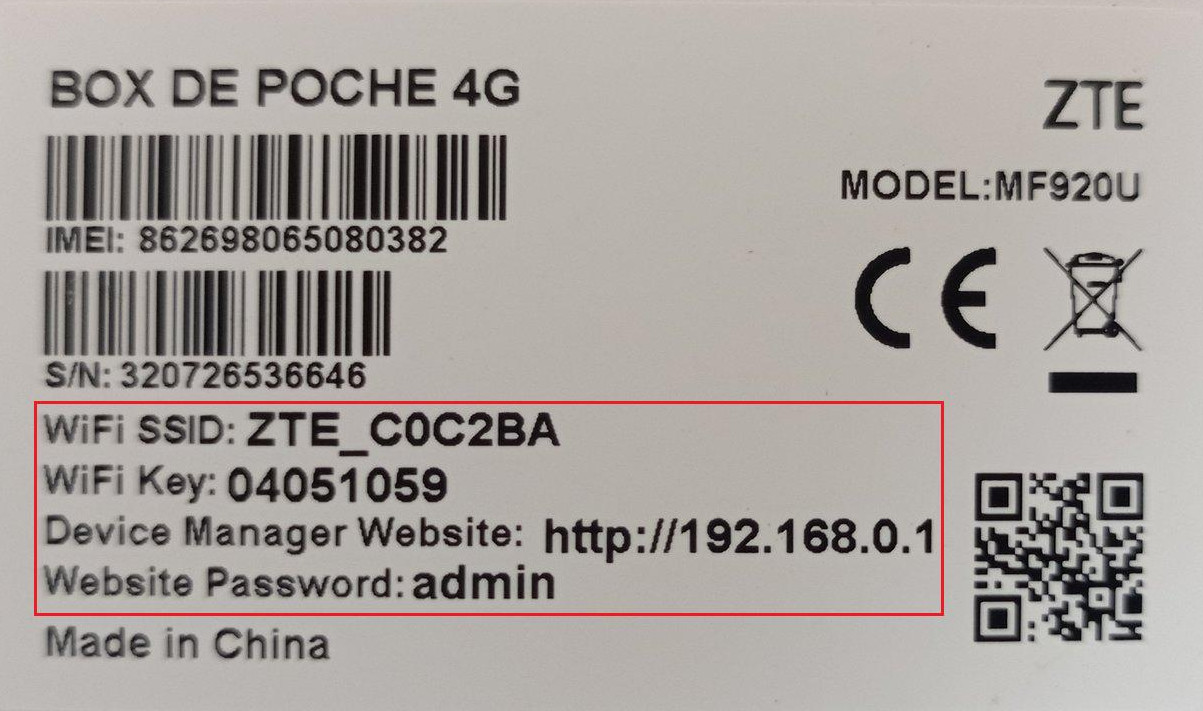 BOX DE POCHE 4G
ZTE
MODEL:MF920U
IMEI: 862698065080382
S/N: 320726536646
WiFi SSID: ZTE_C0C2BA
WiFi Key: 04051059
Device Manager Website: http://192.168.0.1
Website Password: admin
Made in China
CE